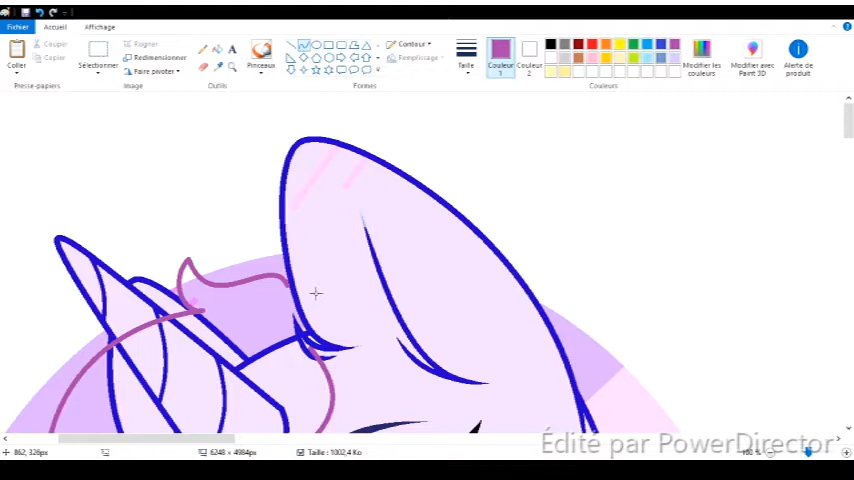 Fichier Accueil Affichage
Coller
Couper
Copier
Presse-papiers
Sélectionner
Rogner
Redimensionner
Faire pivoter
Image
A
Outils
Pinceaux
Contour
Remplissage
Formes
Taille
Couleur 1
Couleur 2
Modifier les couleurs
Couleurs
Modifier avec Paint 3D
Alerte de produit
862, 326px
6248 × 4984px
Taille : 1002,4 Ko
100 %
Édité par PowerDirector